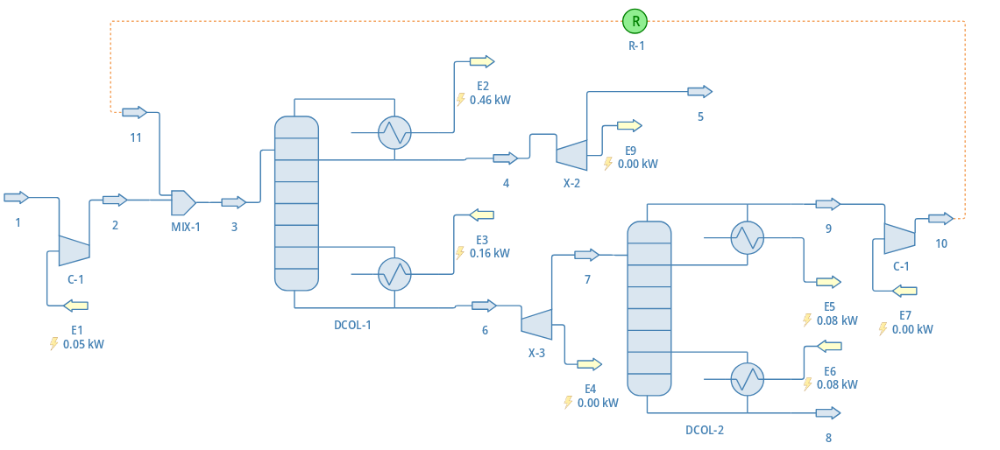 R
R-1
E2
0.46 kW
11
5
E9
0.00 kW
4
X-2
1
2
MIX-1
3
9
10
E3
0.16 kW
C-1
C-1
7
DCOL-1
6
E5
0.08 kW
E7
0.00 kW
E1
0.05 kW
X-3
E6
0.08 kW
E4
0.00 kW
DCOL-2
8